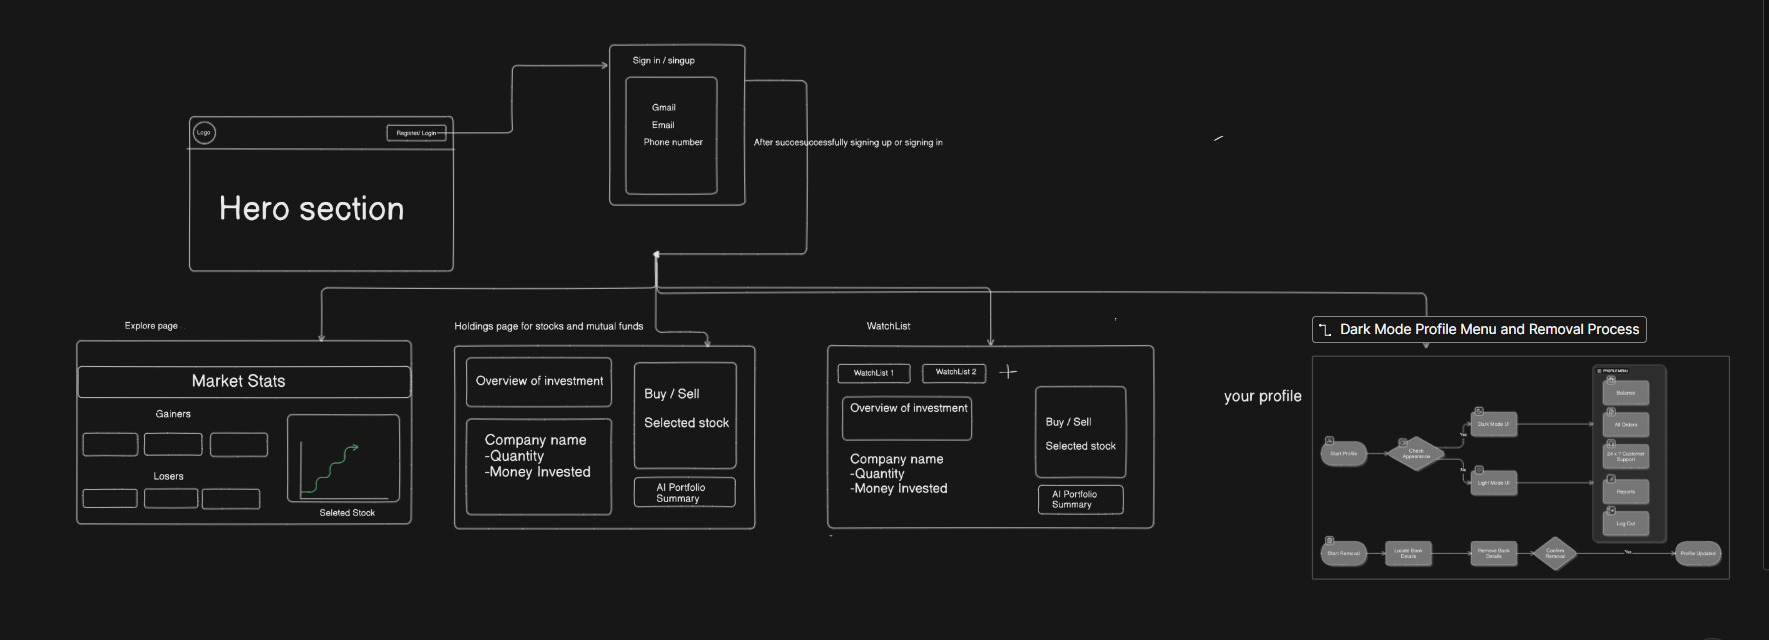 Sign in / singup
Gmail
Email
Phone number
Logo
Register/ Login
After succesuccessfully signing up or signing in
Hero section
Explore page
Market Stats
Gainers
Losers
Seleted Stock
Holdings page for stocks and mutual funds
Overview of investment
Company name
-Quantity
-Money Invested
Buy / Sell
Selected stock
AI Portfolio
Summary
WatchList
WatchList 1
WatchList 2
Overview of investment
Company name
-Quantity
-Money Invested
Buy / Sell
Selected stock
AI Portfolio
Summary
your profile
Dark Mode Profile Menu and Removal Process
PROFILE MENU
Balance
All Orders
24 x 7 Customer
Support
Reports
Log Out
Start Profile
Check
Appearance
Yes
No
Dark Mode UI
Light Mode UI
Start Removal
Locate Bank
Details
Remove Bank
Details
Confirm
Removal
Yes
Profile Updated